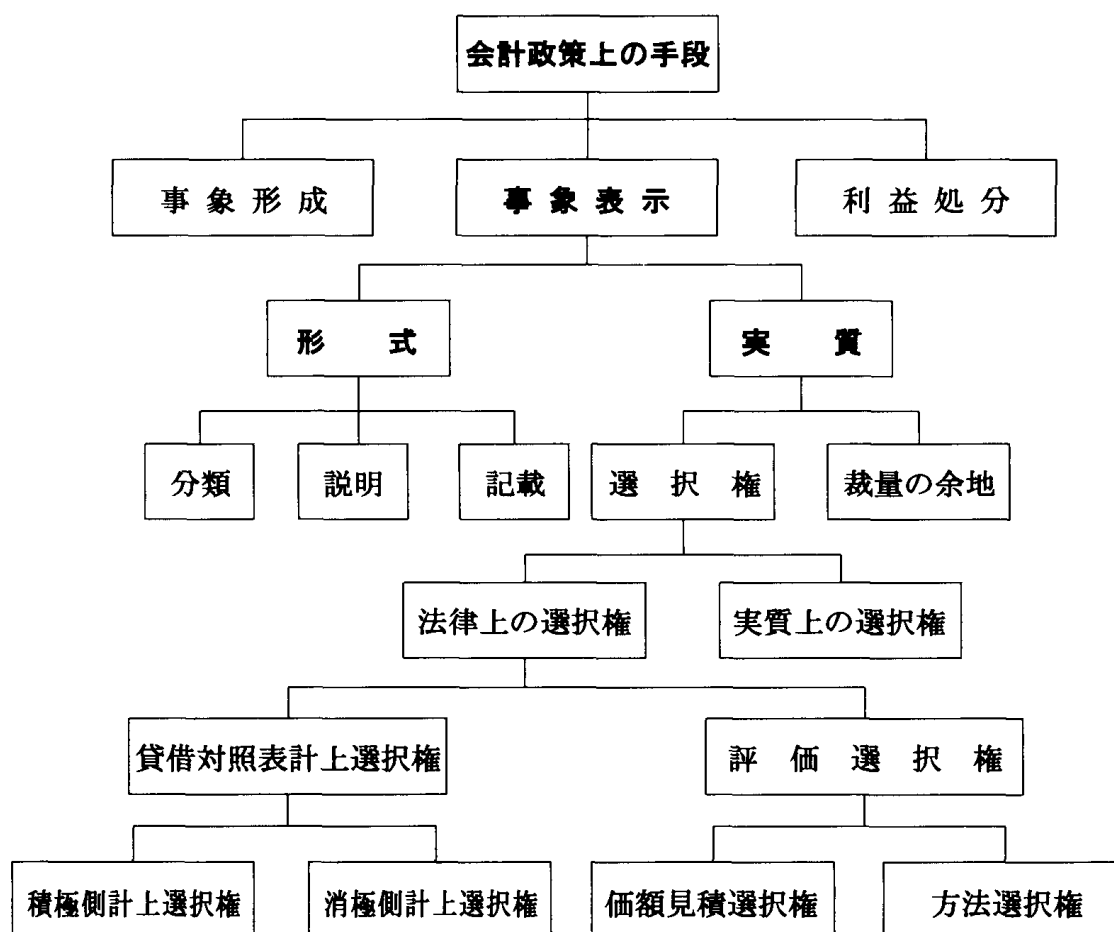 会計政策上の手段
事象形成
事象表示
利益処分
形式
実質
分類
説明
記載
選択権
裁量の余地
法律上の選択権
実質上の選択権
貸借対照表計上選択権
評価選択権
積極側計上選択権
消極側計上選択権
価額見積選択権
方法選択権